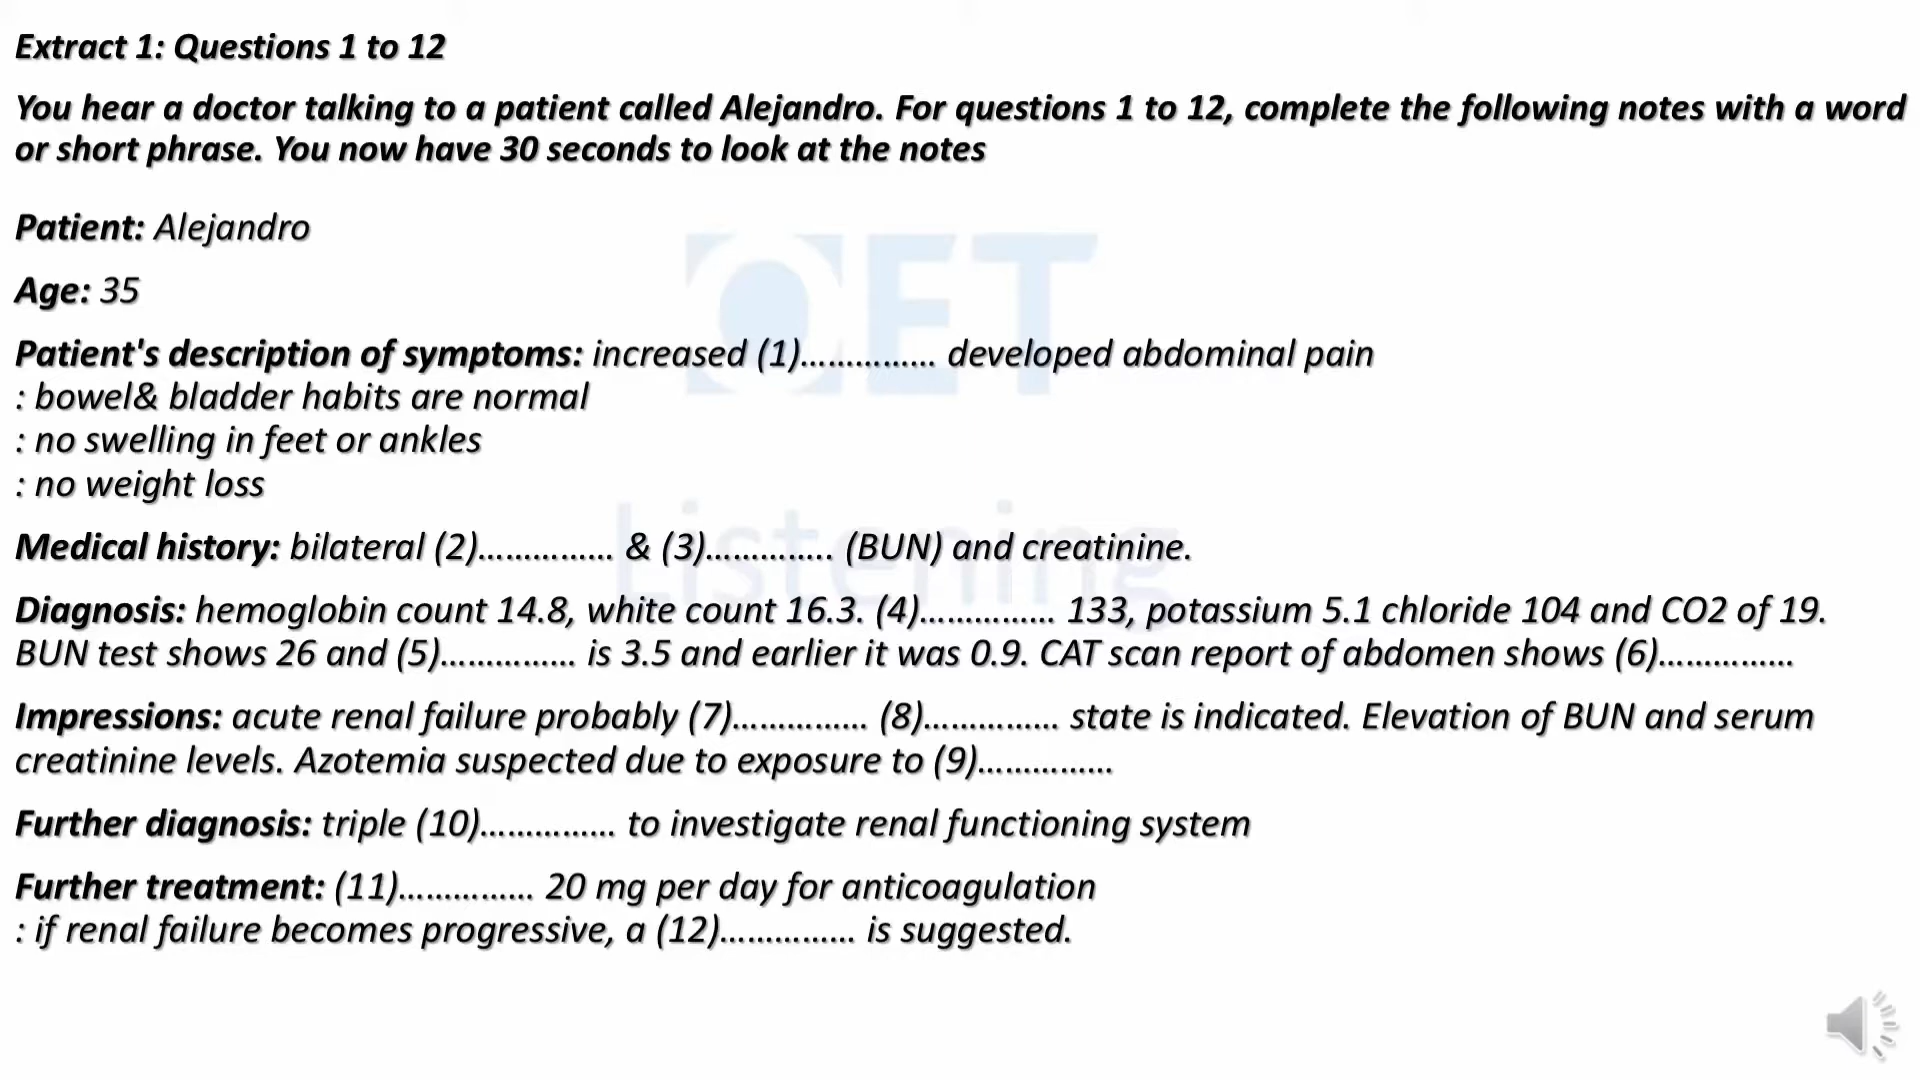 Extract 1: Questions 1 to 12
You hear a doctor talking to a patient called Alejandro. For questions 1 to 12, complete the following notes with a word
or short phrase. You now have 30 seconds to look at the notes
OET
Listening
Patient: Alejandro
Age: 35
Patient's description of symptoms: increased (1)............... developed abdominal pain
: bowel& bladder habits are normal
: no swelling in feet or ankles
: no weight loss
Medical history: bilateral (2)............... & (3).............. (BUN) and creatinine.
Diagnosis: hemoglobin count 14.8, white count 16.3. (4)............... 133, potassium 5.1 chloride 104 and CO2 of 19.
BUN test shows 26 and (5)............... is 3.5 and earlier it was 0.9. CAT scan report of abdomen shows (6)...............
Impressions: acute renal failure probably (7)............... (8)............... state is indicated. Elevation of BUN and serum
creatinine levels. Azotemia suspected due to exposure to (9)...............
Further diagnosis: triple (10)............... to investigate renal functioning system
Further treatment: (11)............... 20 mg per day for anticoagulation
: if renal failure becomes progressive, a (12)............... is suggested.